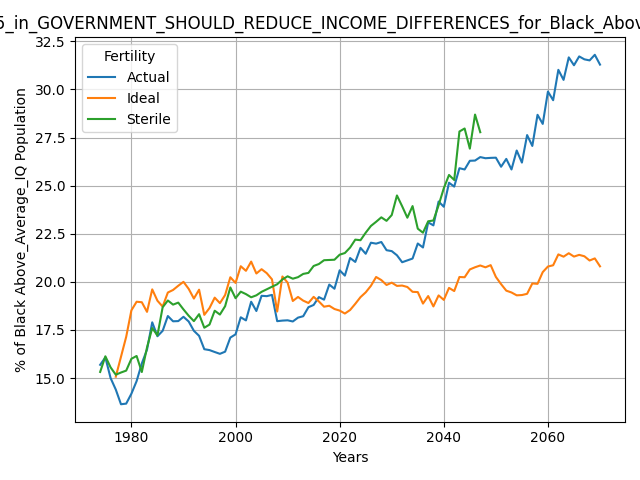 5_in_GOVERNMENT_SHOULD_REDUCE_INCOME_DIFFERENCES_for_Black_Above
Fertility
Actual
Ideal
Sterile
% of Black Above_Average_IQ Population
32.5
30.0
27.5
25.0
22.5
20.0
17.5
15.0
1980
2000
2020
2040
2060
Years